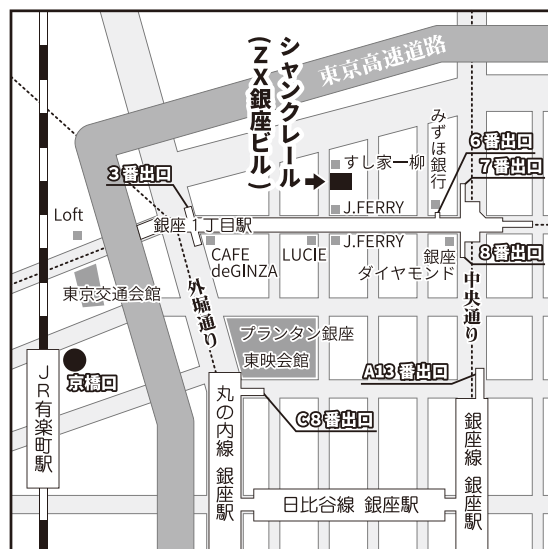 東京高速道路
シャンクレール
(ZX銀座ビル)
みずほ銀行
6番出口
7番出口
すし家一柳
3番出口
J.FERRY
Loft
銀座1丁目駅
CAFE
deGINZA
LUCIE
J.FERRY
銀座
ダイヤモンド
8番出口
東京交通会館
外堀通り
中央通り
プランタン銀座
東映会館
A13番出口
京橋口
JR有楽町駅
C8番出口
丸の内線 銀座駅
銀座線 銀座駅
日比谷線 銀座駅